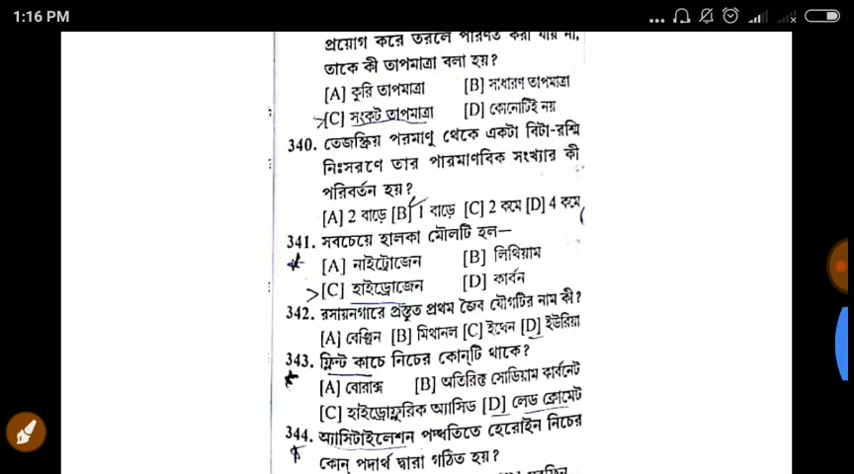 1:16 PM
প্রয়োগ করে তরলে পরিণত করা যায় না,
তাকে কী তাপমাত্রা বলা হয়?
[A] কুরি তাপমাত্রা [B] সাধারণ তাপমাত্রা
[C] সংকট তাপমাত্রা [D] কোনোটিই নয়
340. তেজস্ক্রিয় পরমাণু থেকে একটা বিটা-রশ্মি
নিঃসরণে তার পারমাণবিক সংখ্যার কী
পরিবর্তন হয়?
[A] 2 বাড়ে [B] 1 বাড়ে [C] 2 কমে [D] 4 কমে
341. সবচেয়ে হালকা মৌলটি হল—
[A] নাইট্রোজেন [B] লিথিয়াম
[C] হাইড্রোজেন [D] কার্বন
342. রসায়নগারে প্রস্তুত প্রথম জৈব যৌগটির নাম কী?
[A] বেঞ্জিন [B] মিথানল [C] ইথেন [D] ইউরিয়া
343. ফ্লিন্ট কাচে নিচের কোন্‌টি থাকে?
[A] বোরাক্স [B] অতিরিক্ত সোডিয়াম কার্বনেট
[C] হাইড্রোফ্লুরিক অ্যাসিড [D] লেড ক্রোমেট
344. অ্যাসিটাইলেশন পদ্ধতিতে হেরোইন নিচের
কোন্ পদার্থ দ্বারা গঠিত হয়?